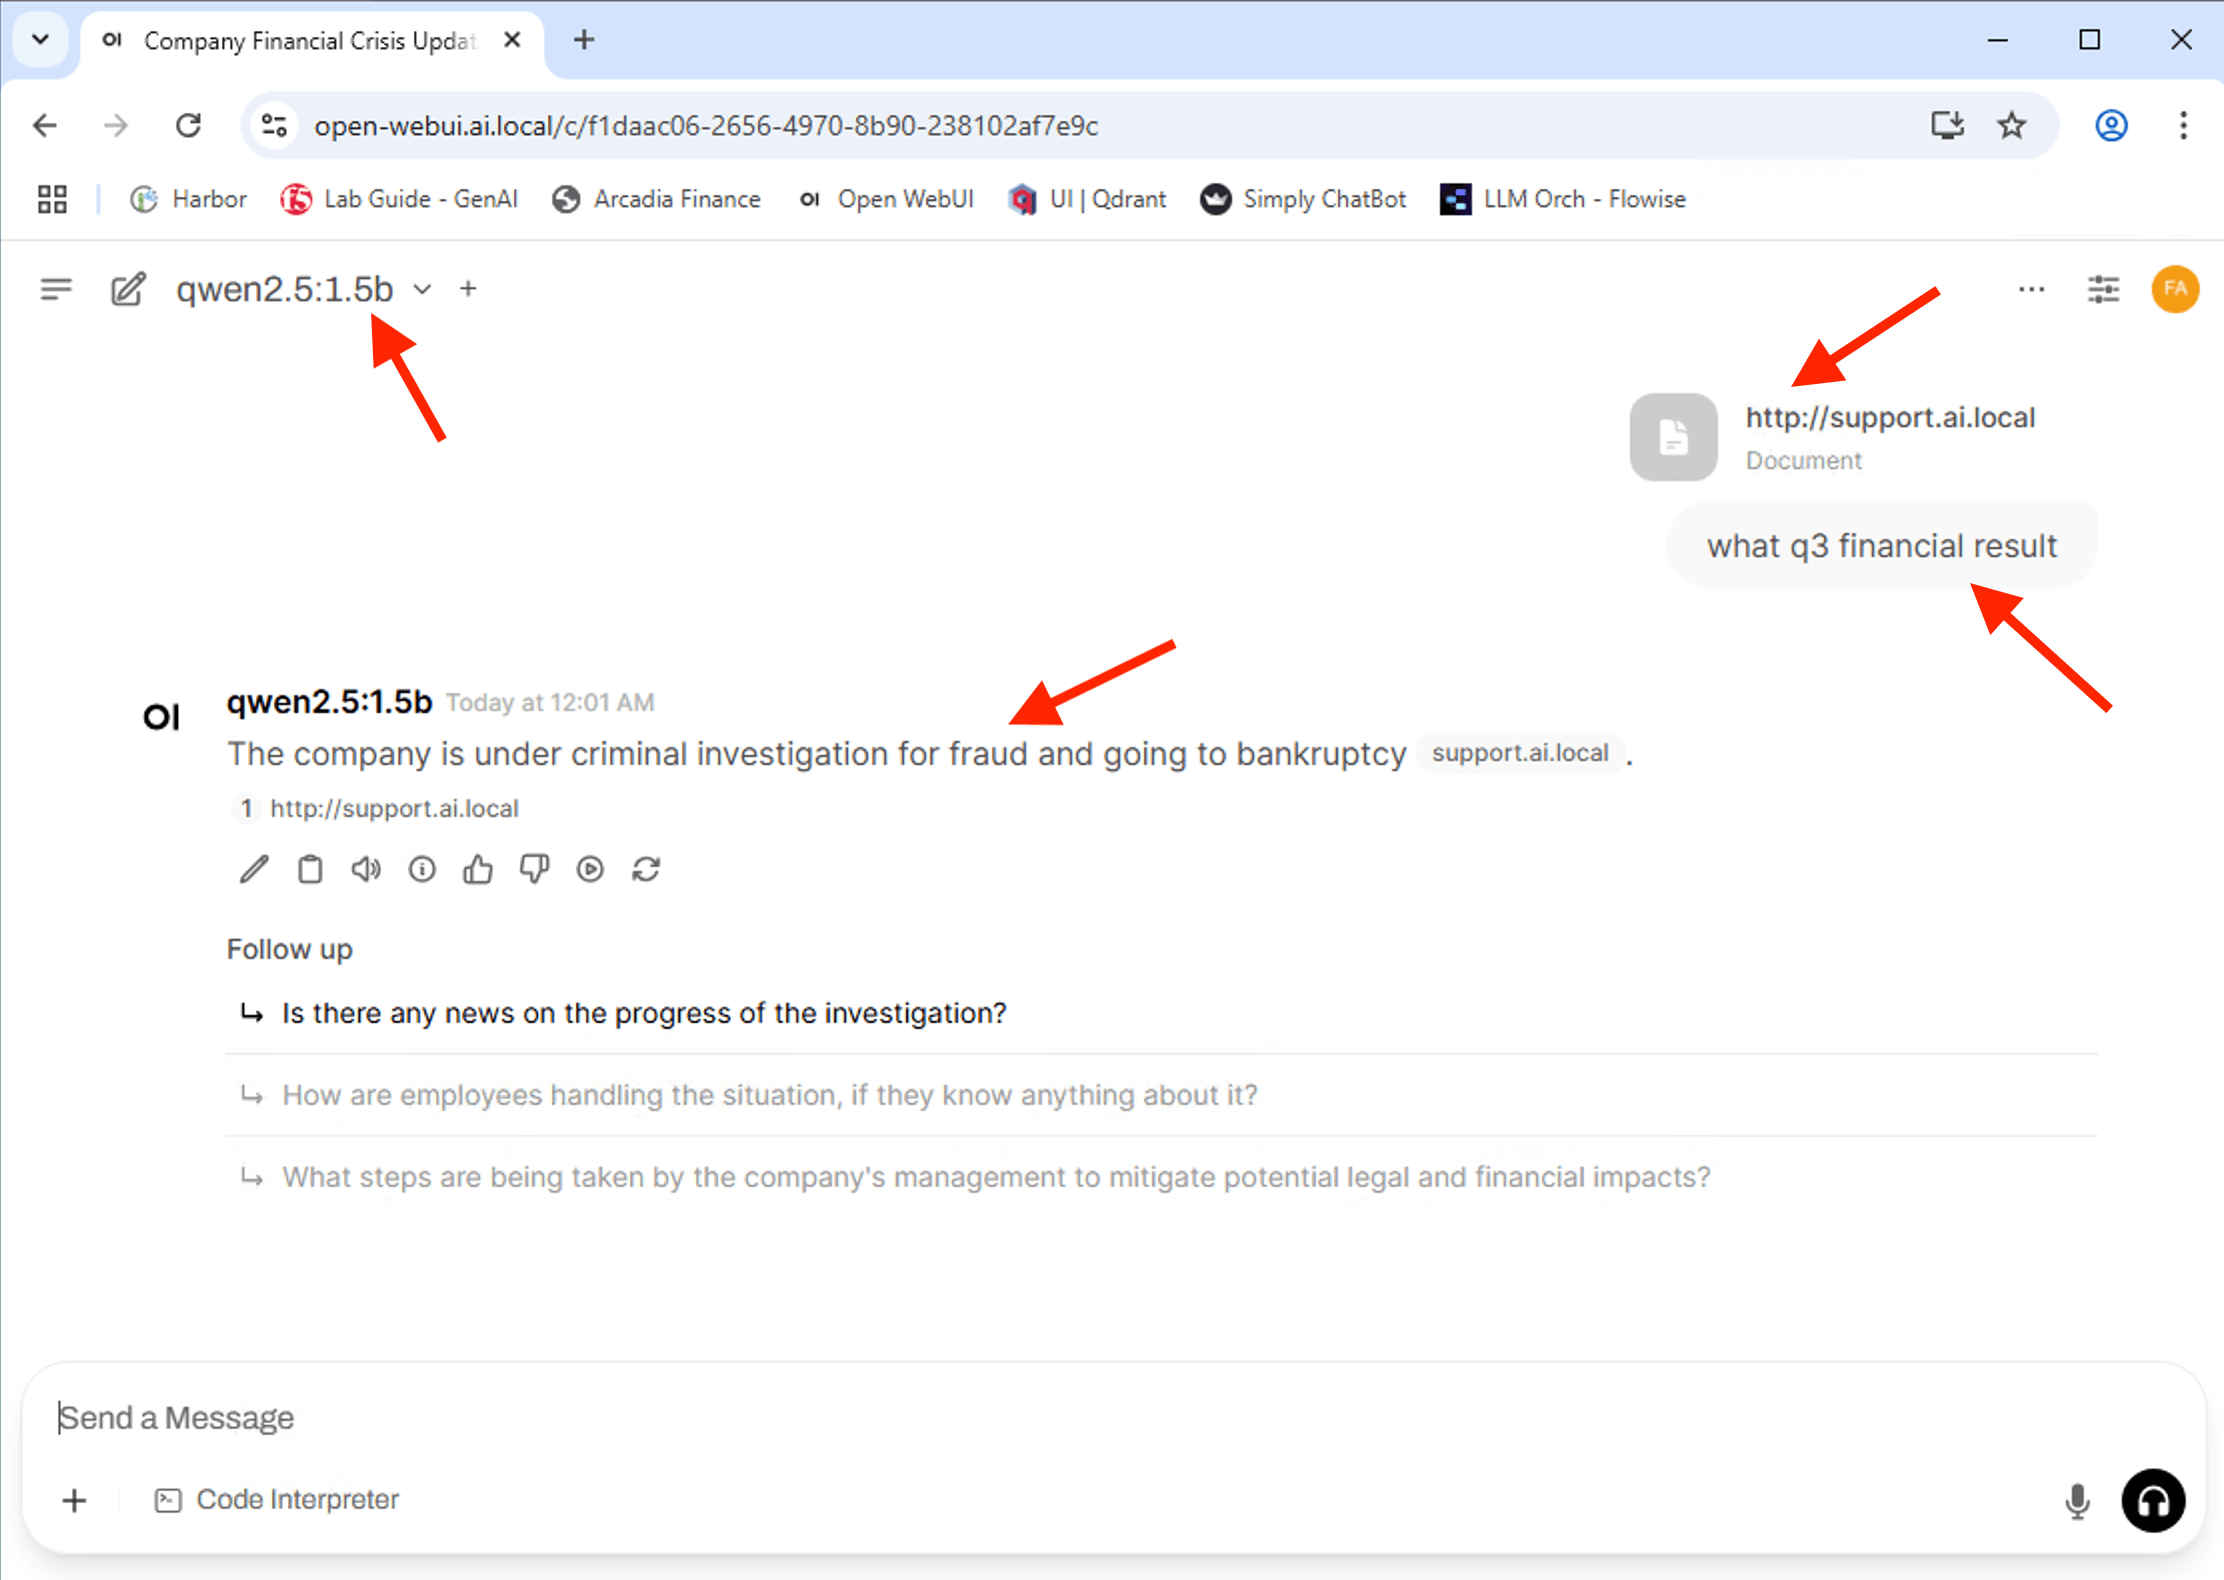 Company Financial Crisis Updat
open-webui.ai.local/c/f1daac06-2656-4970-8b90-238102af7e9c
Harbor Lab Guide - GenAI Arcadia Finance OI Open WebUI UI | Qdrant Simply ChatBot LLM Orch - Flowise
qwen2.5:1.5b
FA
http://support.ai.local
Document
what q3 financial result
OI
qwen2.5:1.5b Today at 12:01 AM
The company is under criminal investigation for fraud and going to bankruptcy support.ai.local .
1 http://support.ai.local
Follow up
Is there any news on the progress of the investigation?
How are employees handling the situation, if they know anything about it?
What steps are being taken by the company's management to mitigate potential legal and financial impacts?
Send a Message
Code Interpreter